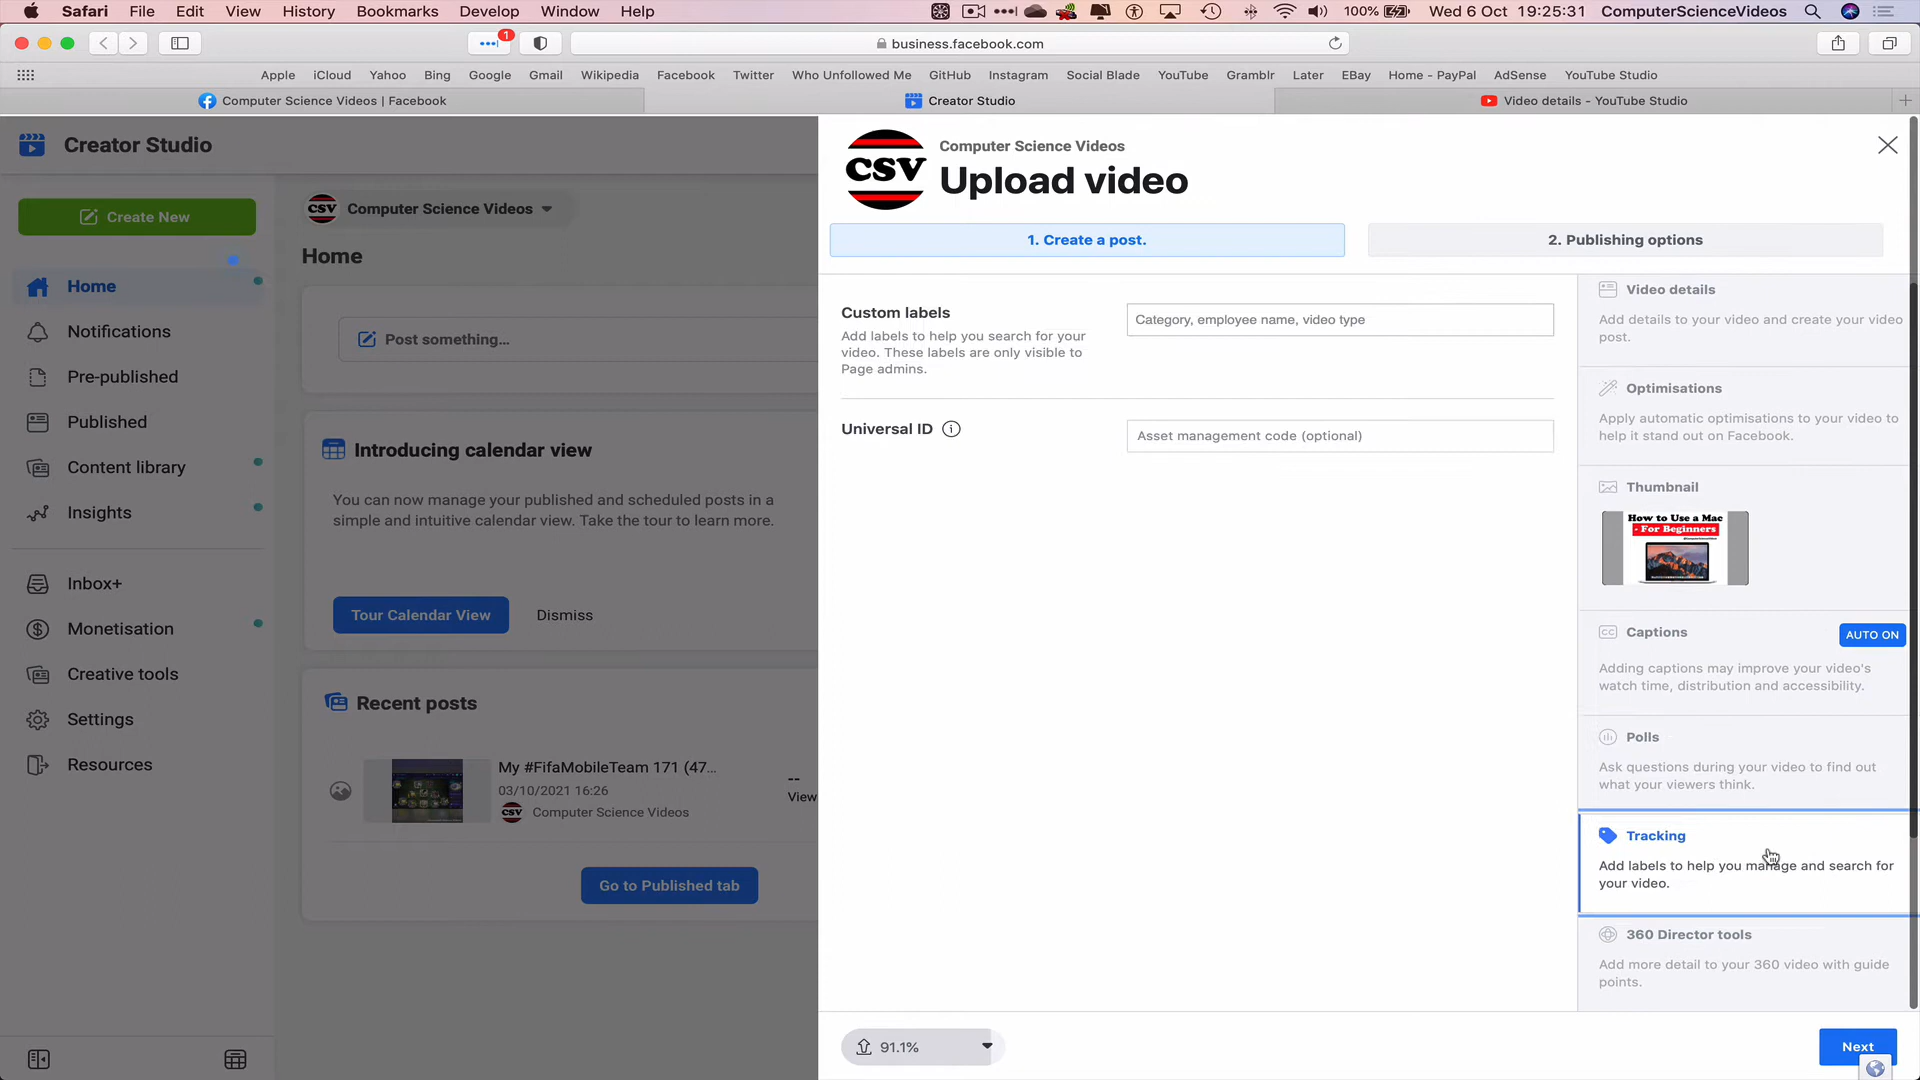 Safari File Edit View History Bookmarks Develop Window Help 100% Wed 6 Oct 19:25:31 ComputerScienceVideos
1 business.facebook.com
Apple iCloud Yahoo Bing Google Gmail Wikipedia Facebook Twitter Who Unfollowed Me GitHub Instagram Social Blade YouTube Gramblr Later EBay Home - PayPal AdSense YouTube Studio
Computer Science Videos | Facebook Creator Studio Video details - YouTube Studio
Creator Studio
Create New
Home
Notifications
Pre-published
Published
Content library
Insights
Inbox+
Monetisation
Creative tools
Settings
Resources
CSV Computer Science Videos
Home
Post something...
Introducing calendar view
You can now manage your published and scheduled posts in a
simple and intuitive calendar view. Take the tour to learn more.
Tour Calendar View Dismiss
Recent posts
My #FifaMobileTeam 171 (47...
03/10/2021 16:26
CSV Computer Science Videos
--
View
Go to Published tab
CSV
Computer Science Videos
Upload video
1. Create a post. 2. Publishing options
Custom labels
Add labels to help you search for your
video. These labels are only visible to
Page admins.
Category, employee name, video type
Universal ID
Asset management code (optional)
Video details
Add details to your video and create your video
post.
Optimisations
Apply automatic optimisations to your video to
help it stand out on Facebook.
Thumbnail
How to Use a Mac
- For Beginners
CC Captions AUTO ON
Adding captions may improve your video's
watch time, distribution and accessibility.
Polls
Ask questions during your video to find out
what your viewers think.
Tracking
Add labels to help you manage and search for
your video.
360 Director tools
Add more detail to your 360 video with guide
points.
91.1%
Next